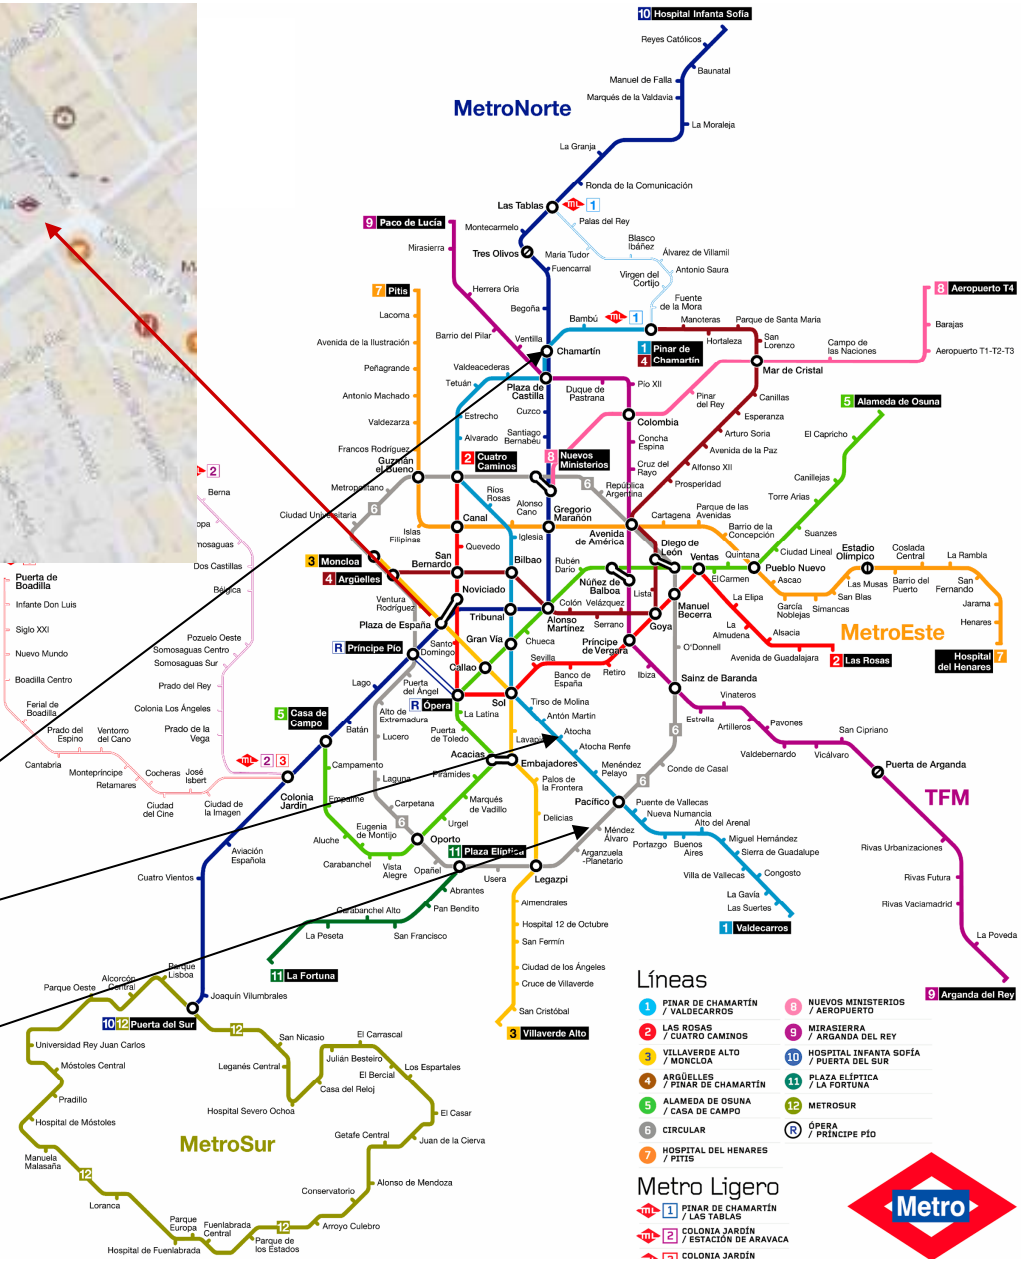 10 Hospital Infanta Sofía
Reyes Católicos
Baunatal
Manuel de Falla
Marqués de la Valdavia
MetroNorte
La Moraleja
La Granja
Ronda de la Comunicación
Las Tablas
mL 1
9 Paco de Lucía
Palas del Rey
Montecarmelo
Mirasierra
Blasco
Ibáñez
Tres Olivos
María Tudor
Álvarez de Villamil
Fuencarral
Antonio Saura
Virgen del
Cortijo
7 Pitis
Herrera Oria
8 Aeropuerto T4
Fuente
de la Mora
Begoña
Lacoma
Bambú
mL 1
Manoteras
Parque de Santa María
Barajas
Barrio del Pilar
Ventilla
Avenida de la Ilustración
Hortaleza
San
Lorenzo
Campo de
las Naciones
Chamartín
1 Pinar de
4 Chamartín
Aeropuerto T1-T2-T3
Peñagrande
Valdeacederas
Mar de Cristal
Tetuán
Plaza de
Castilla
Duque de
Pastrana
Pío XII
Antonio Machado
Pinar
del Rey
Canillas
5 Alameda de Osuna
Cuzco
Estrecho
Esperanza
Valdezarza
Colombia
Santiago
Bernabéu
Arturo Soria
El Capricho
Alvarado
Concha
Espina
Avenida de la Paz
Francos Rodríguez
Guzmán
el Bueno
2 Cuatro
Caminos
8 Nuevos
Ministerios
Cruz del
Rayo
Alfonso XII
Canillejas
Metropolitano
Ríos
Rosas
6
República
Argentina
Prosperidad
Torre Arias
2
Berna
Alonso
Cano
Gregorio
Marañón
6
Ciudad Universitaria
Canal
Cartagena
Parque de las
Avenidas
Barrio de la
Concepción
Suzanes
Islas
Filipinas
Iglesia
Avenida
de América
Quevedo
Diego de
León
Ciudad Lineal
Estadio
Olímpico
Coslada
Central
La Rambla
3 Moncloa
San
Bernardo
Bilbao
Rubén
Darío
Ventas
Quintana
Pueblo Nuevo
4 Argüelles
Dos Castillas
Núñez de
Balboa
El Carmen
Ascao
Las Musas
Barrio del
Puerto
San
Fernando
Puerta de
Boadilla
Bélgica
Noviciado
Lista
La Elipa
García
Noblejas
San Blas
Simancas
Jarama
Infante Don Luis
Ventura
Rodríguez
Tribunal
Colón
Velázquez
Manuel
Becerra
Alonso
Martínez
Serrano
Goya
La
Almudena
Henares
Siglo XXI
Plaza de España
MetroEste
Pozuelo Oeste
Somosaguas Centro
Somosaguas Sur
R Príncipe Pío
Santo
Domingo
Gran Vía
Chueca
Príncipe
de Vergara
O'Donnell
Alsacia
Nuevo Mundo
Avenida de Guadalajara
2 Las Rosas
Hospital
del Henares 7
Callao
Sevilla
Banco de
España
Retiro
Ibiza
Boadilla Centro
Prado del Rey
Lago
Puerta
del Ángel
Sainz de Baranda
Ferial de
Boadilla
Colonia Los Ángeles
5 Casa de
Campo
Alto de
Extremadura
R Ópera
Sol
Tirso de Molina
Vinateros
La Latina
Antón Martín
Estrella
Artilleros
Pavones
Prado del
Espino
Ventorro
del Cano
Prado de la
Vega
Batán
Lucero
Puerta
de Toledo
Atocha
6
San Cipriano
Atocha Renfe
Cantabria
mL 2 3
Acacias
Embajadores
Valdebernardo
Vicálvaro
Puerta de Arganda
Montepríncipe
Retamares
Cocheras
José
Isbert
Campamento
Laguna
Pirámides
Menéndez
Pelayo
Conde de Casal
Palos de
la Frontera
6
TFM
Colonia
Jardín
Empalme
Carpetana
Marqués
de Vadillo
Pacífico
Puente de Vallecas
Ciudad
del Cine
Ciudad de
la Imagen
Nueva Numancia
Delicias
Urgel
6
Alto del Arenal
Eugenia
de Montijo
Méndez
Álvaro
Aluche
Oporto
Portazgo
Buenos
Aires
Miguel Hernández
Aviación
Española
11 Plaza Elíptica
Arganzuela
-Planetario
Sierra de Guadalupe
Rivas Urbanizaciones
Carabanchel
Vista
Alegre
Opañel
Villa de Vallecas
Congosto
Cuatro Vientos
Usera
Legazpi
Rivas Futura
Abrantes
La Gavia
Las Suertes
Carabanchel Alto
Pan Bendito
Almendrales
Rivas Vaciamadrid
La Peseta
San Francisco
Hospital 12 de Octubre
1 Valdecarros
San Fermín
La Poveda
Parque
Lisboa
11 La Fortuna
Ciudad de los Ángeles
Alcorcón
Central
Parque Oeste
Cruce de Villaverde
Líneas
9 Arganda del Rey
Joaquín Vilumbrales
San Cristóbal
10 12 Puerta del Sur
3 Villaverde Alto
1 PINAR DE CHAMARTÍN
/ VALDECARROS
2 LAS ROSAS
/ CUATRO CAMINOS
3 VILLAVERDE ALTO
/ MONCLOA
4 ARGÜELLES
/ PINAR DE CHAMARTÍN
5 ALAMEDA DE OSUNA
/ CASA DE CAMPO
6 CIRCULAR
7 HOSPITAL DEL HENARES
/ PITIS
8 NUEVOS MINISTERIOS
/ AEROPUERTO
9 MIRASIERRA
/ ARGANDA DEL REY
10 HOSPITAL INFANTA SOFÍA
/ PUERTA DEL SUR
11 PLAZA ELÍPTICA
/ LA FORTUNA
12 METROSUR
R ÓPERA
/ PRÍNCIPE PÍO
12
Universidad Rey Juan Carlos
San Nicasio
El Carrascal
Julián Besteiro
Móstoles Central
Leganés Central
El Bercial
Los Espartales
Casa del Reloj
Pradillo
Hospital Severo Ochoa
El Casar
Hospital de Móstoles
MetroSur
Getafe Central
Juan de la Cierva
Manuela
Malasaña
12
Loranca
Alonso de Mendoza
Conservatorio
Parque
Europa
Fuenlabrada
Central
12
Arroyo Culebro
Hospital de Fuenlabrada
Parque de
los Estados
Metro Ligero
mL 1 PINAR DE CHAMARTÍN
/ LAS TABLAS
mL 2 COLONIA JARDÍN
/ ESTACIÓN DE ARAVACA
COLONIA JARDÍN
Metro